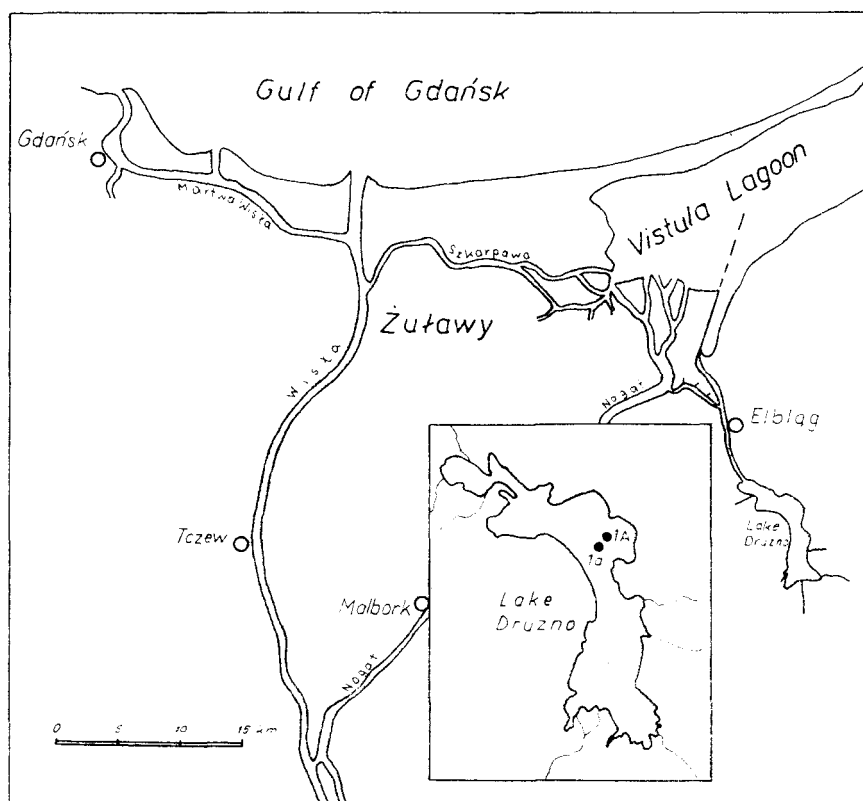 Gulf of Gdańsk
Gdańsk
Martwa Wisła
Vistula Lagoon
Szkarpawa
Żuławy
Wisła
Nogat
Elbląg
Tczew
Lake
Druzno
Malbork
Nogat
1A
1a
Lake
Druzno
0 5 10 15 km